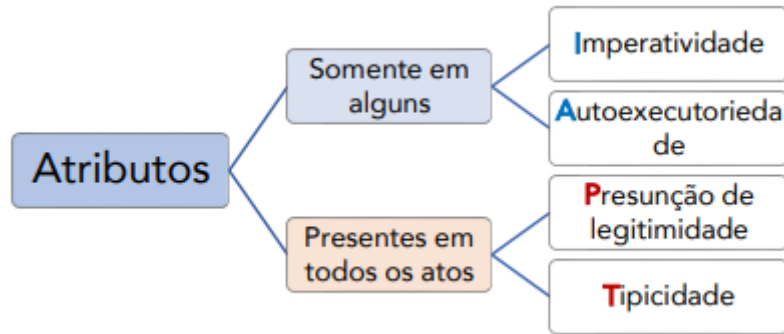 Atributos
Somente em
alguns
Imperatividade
Autoexecutorieda
de
Presentes em
todos os atos
Presunção de
legitimidade
Tipicidade